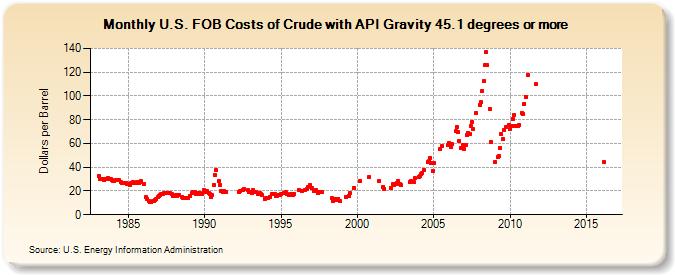 Monthly U.S. FOB Costs of Crude with API Gravity 45.1 degrees or more
Dollars per Barrel
140
120
100
80
60
40
20
0
1985 1990 1995 2000 2005 2010 2015
Source: U.S. Energy Information Administration